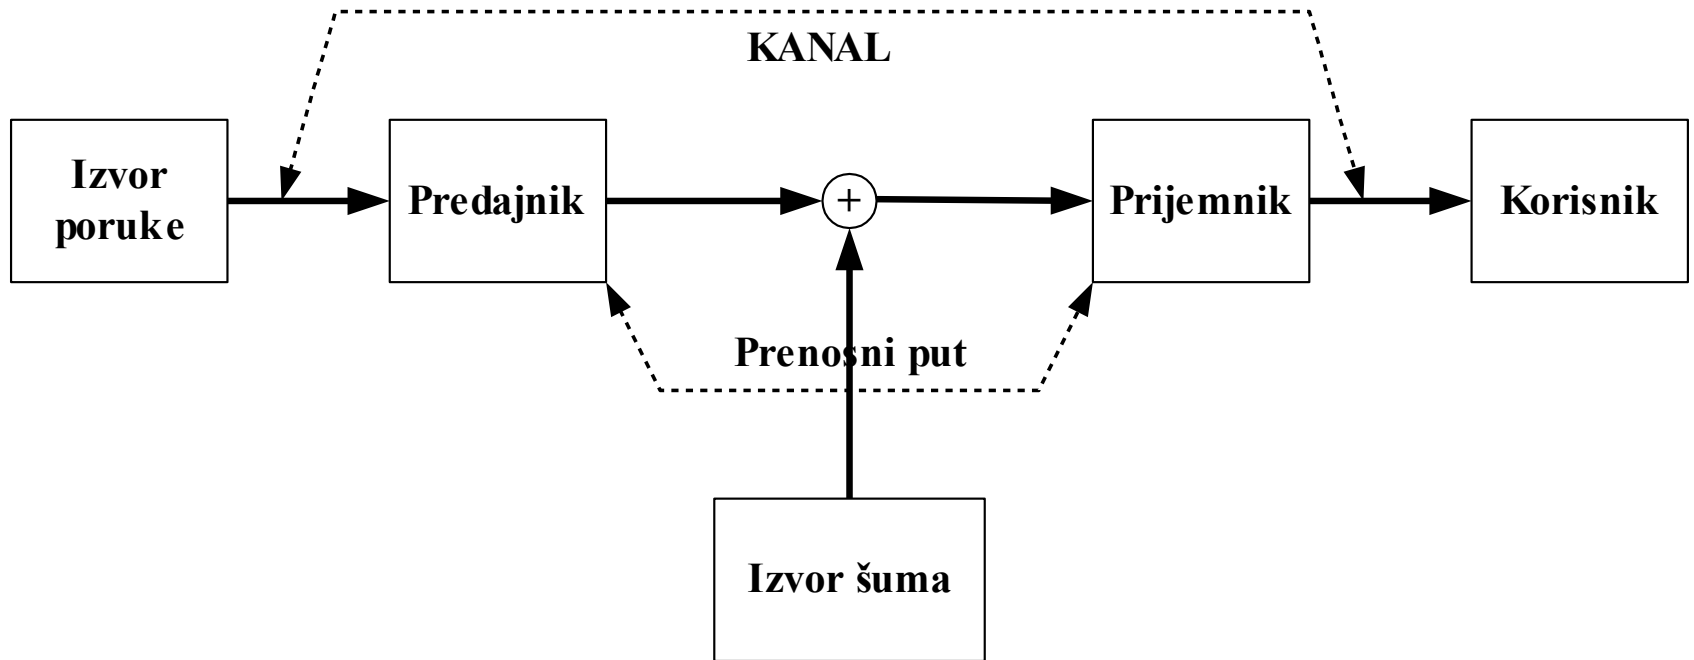 KANAL
Izvor
poruke
Predajnik
+
Prijemnik
Korisnik
Prenosni put
Izvor šuma